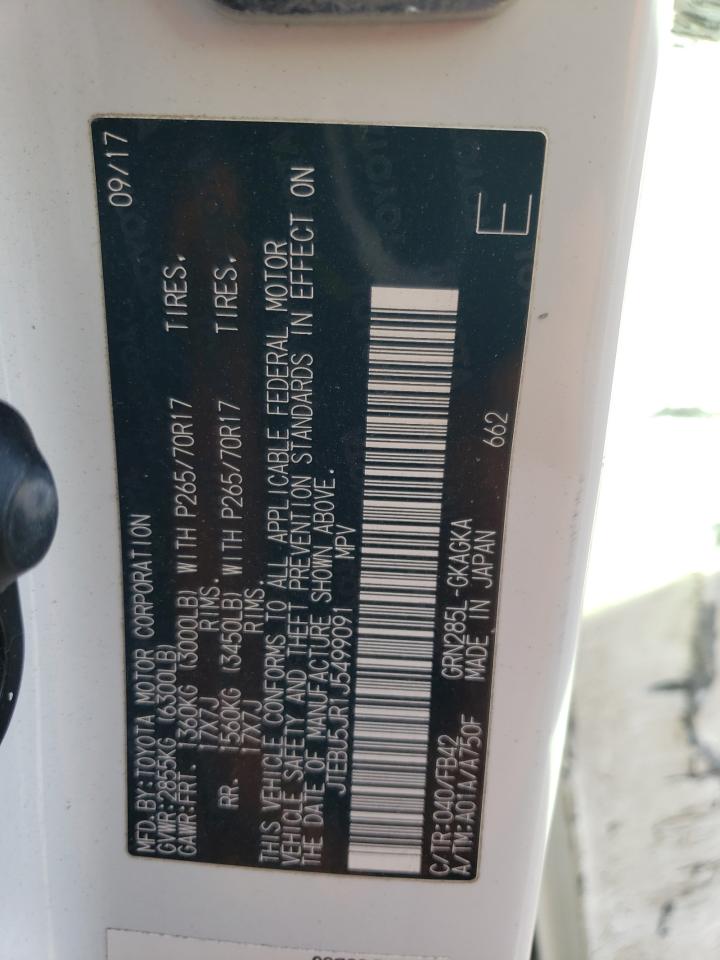 MFD.BY:TOYOTA MOTOR CORPORATION 09/17
GVWR:2855KG (6300LB)
GAWR:FRT. 1360KG (3000LB) WITH P265/70R17 TIRES.
17X7J RIMS.
RR. 1560KG (3450LB) WITH P265/70R17 TIRES.
17X7J RIMS.
THIS VEHICLE CONFORMS TO ALL APPLICABLE FEDERAL MOTOR
VEHICLE SAFETY AND THEFT PREVENTION STANDARDS IN EFFECT ON
THE DATE OF MANUFACTURE SHOWN ABOVE.
JTEBU5JR1J5499091 MPV
C/TR:040/FB42 GRN285L-GKAGKA 662
A/TM:A01A/A750F MADE IN JAPAN
E